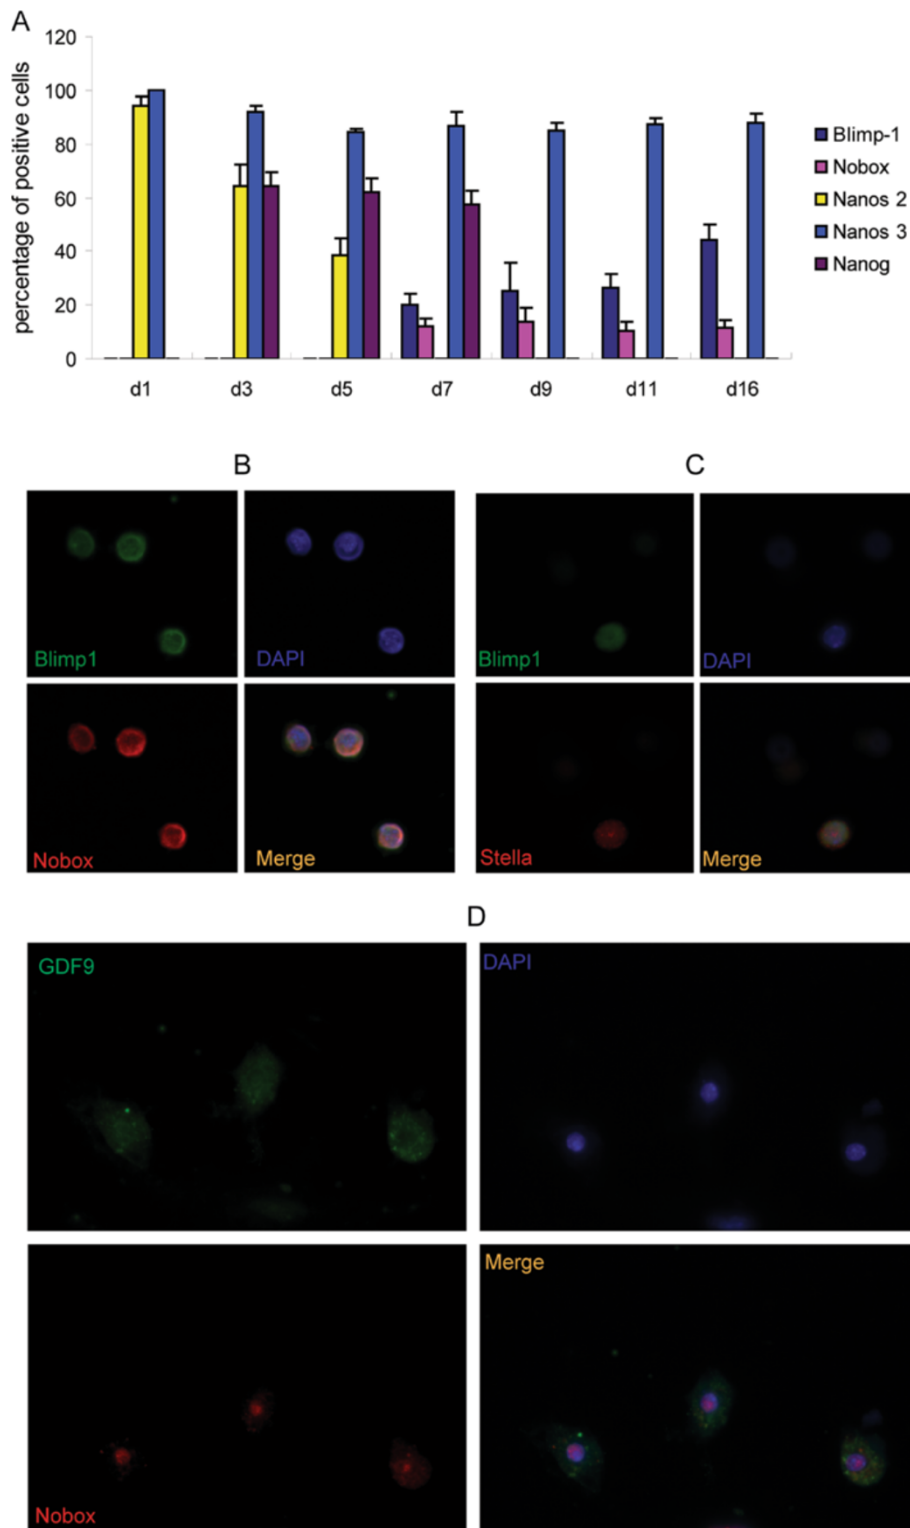 A
percentage of positive cells
120
100
80
60
40
20
0
d1 d3 d5 d7 d9 d11 d16
Blimp-1
Nobox
Nanos 2
Nanos 3
Nanog
B
Blimp1
DAPI
Nobox
Merge
C
Blimp1
DAPI
Stella
Merge
D
GDF9
DAPI
Nobox
Merge